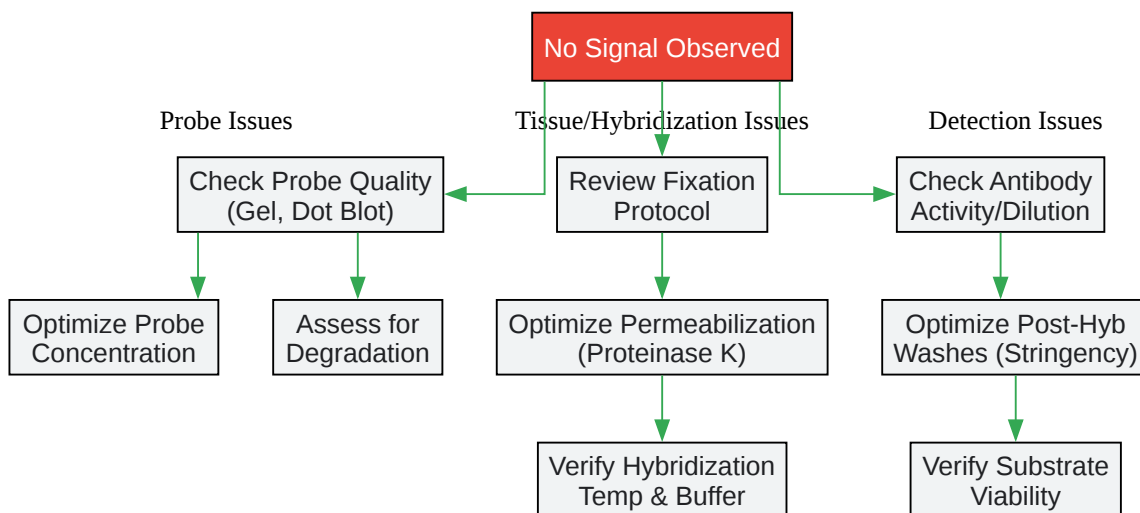 No Signal Observed
Probe Issues
Tissue/Hybridization Issues
Detection Issues
Check Probe Quality
(Gel, Dot Blot)
Review Fixation
Protocol
Check Antibody
Activity/Dilution
Optimize Probe
Concentration
Assess for
Degradation
Optimize Permeabilization
(Proteinase K)
Optimize Post-Hyb
Washes (Stringency)
Verify Hybridization
Temp & Buffer
Verify Substrate
Viability